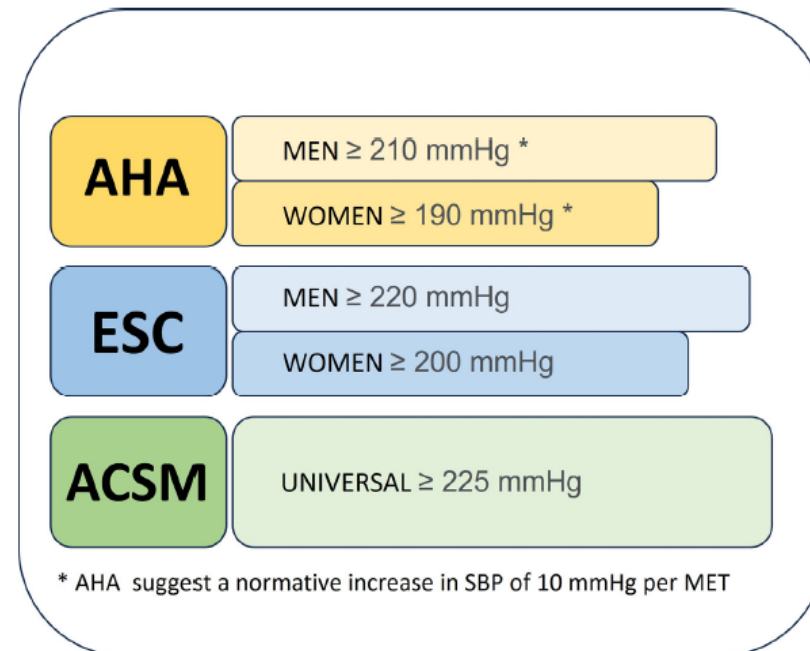 AHA
MEN ≥ 210 mmHg *
WOMEN ≥ 190 mmHg *
ESC
MEN ≥ 220 mmHg
WOMEN ≥ 200 mmHg
ACSM
UNIVERSAL ≥ 225 mmHg
* AHA suggest a normative increase in SBP of 10 mmHg per MET